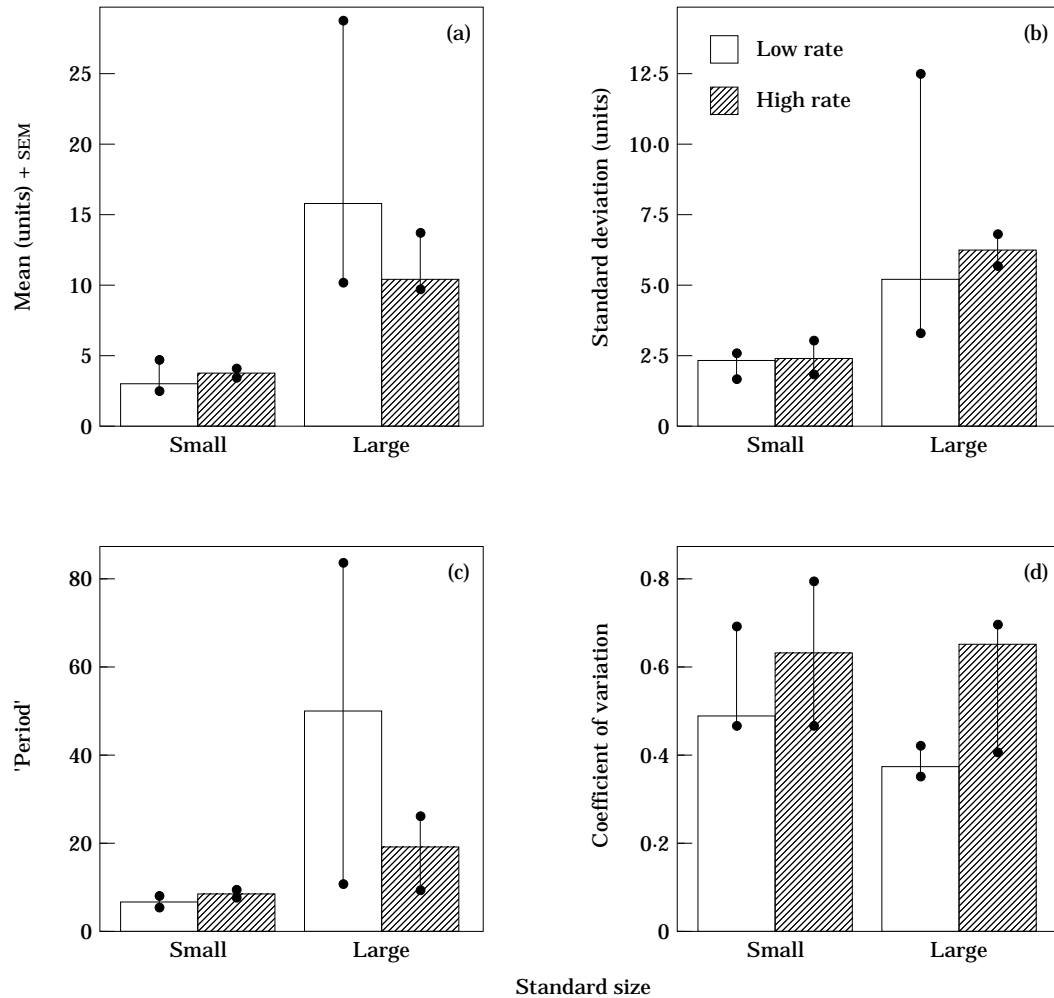 (a)
Mean (units) + SEM
25
20
15
10
5
0
Small Large
(b)
Low rate
High rate
Standard deviation (units)
12·5
10·0
7·5
5·0
2·5
0
Small Large
(c)
'Period'
80
60
40
20
0
Small Large
(d)
Coefficient of variation
0·8
0·6
0·4
0·2
0
Small Large
Standard size